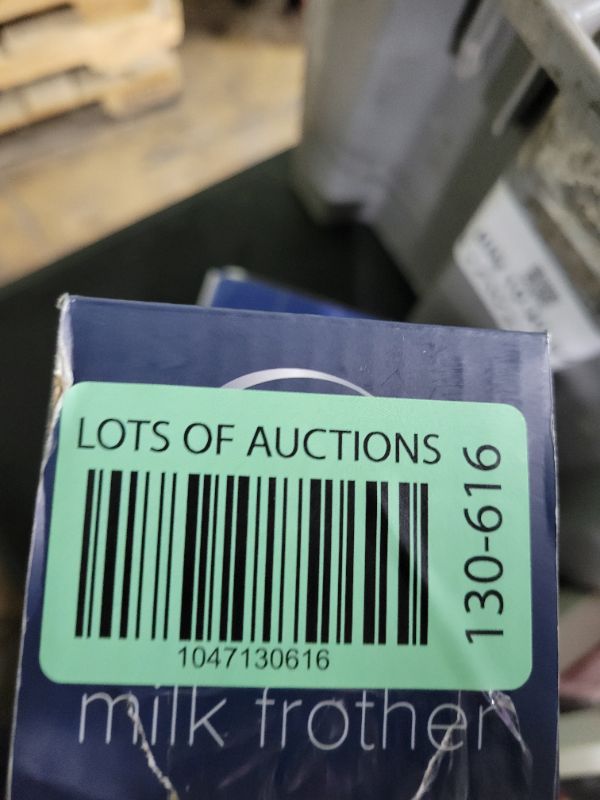 LOTS OF AUCTIONS
130-616
1047130616
milk frother